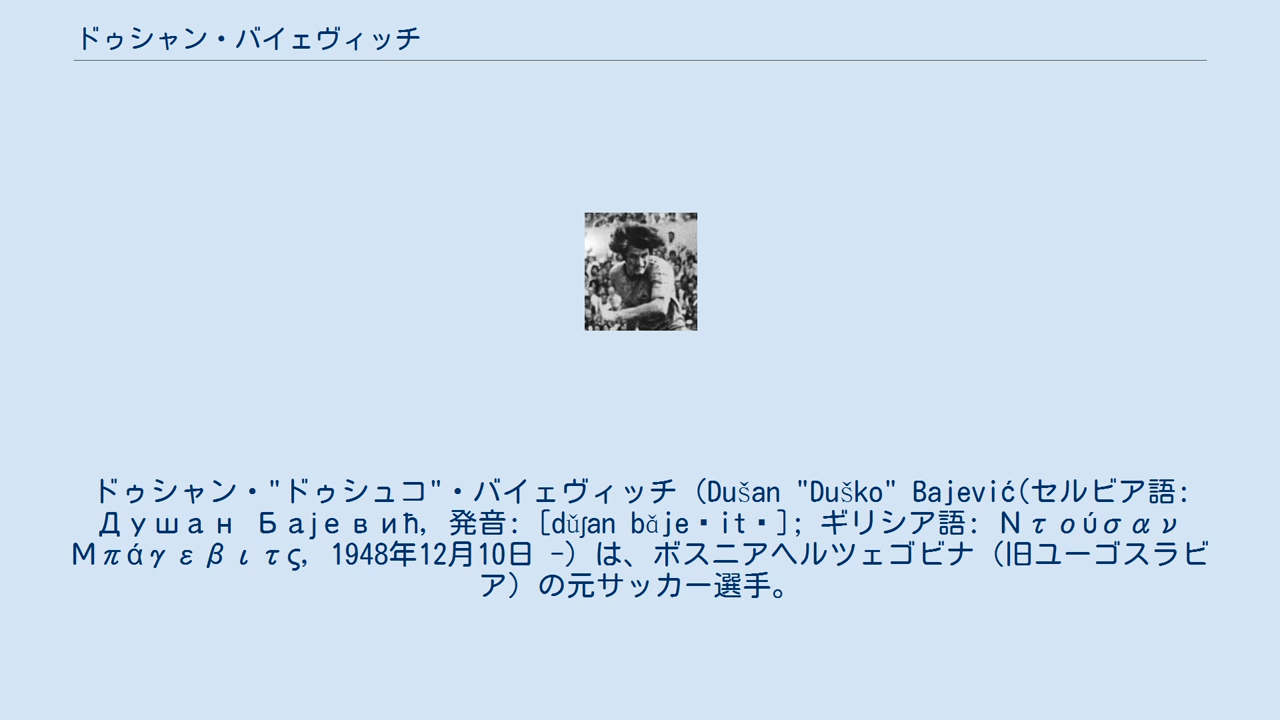 ドゥシャン・バイェヴィッチ
ドゥシャン・"ドゥシュコ"・バイェヴィッチ（Dušan "Duško" Bajević(セルビア語:
Душан Бајевић, 発音: [dǔʃan bǎje▪it▪]; ギリシア語: Ντούσαν
Μπάγεβιτς, 1948年12月10日 -）は、ボスニアヘルツェゴビナ（旧ユーゴスラビ
ア）の元サッカー選手。